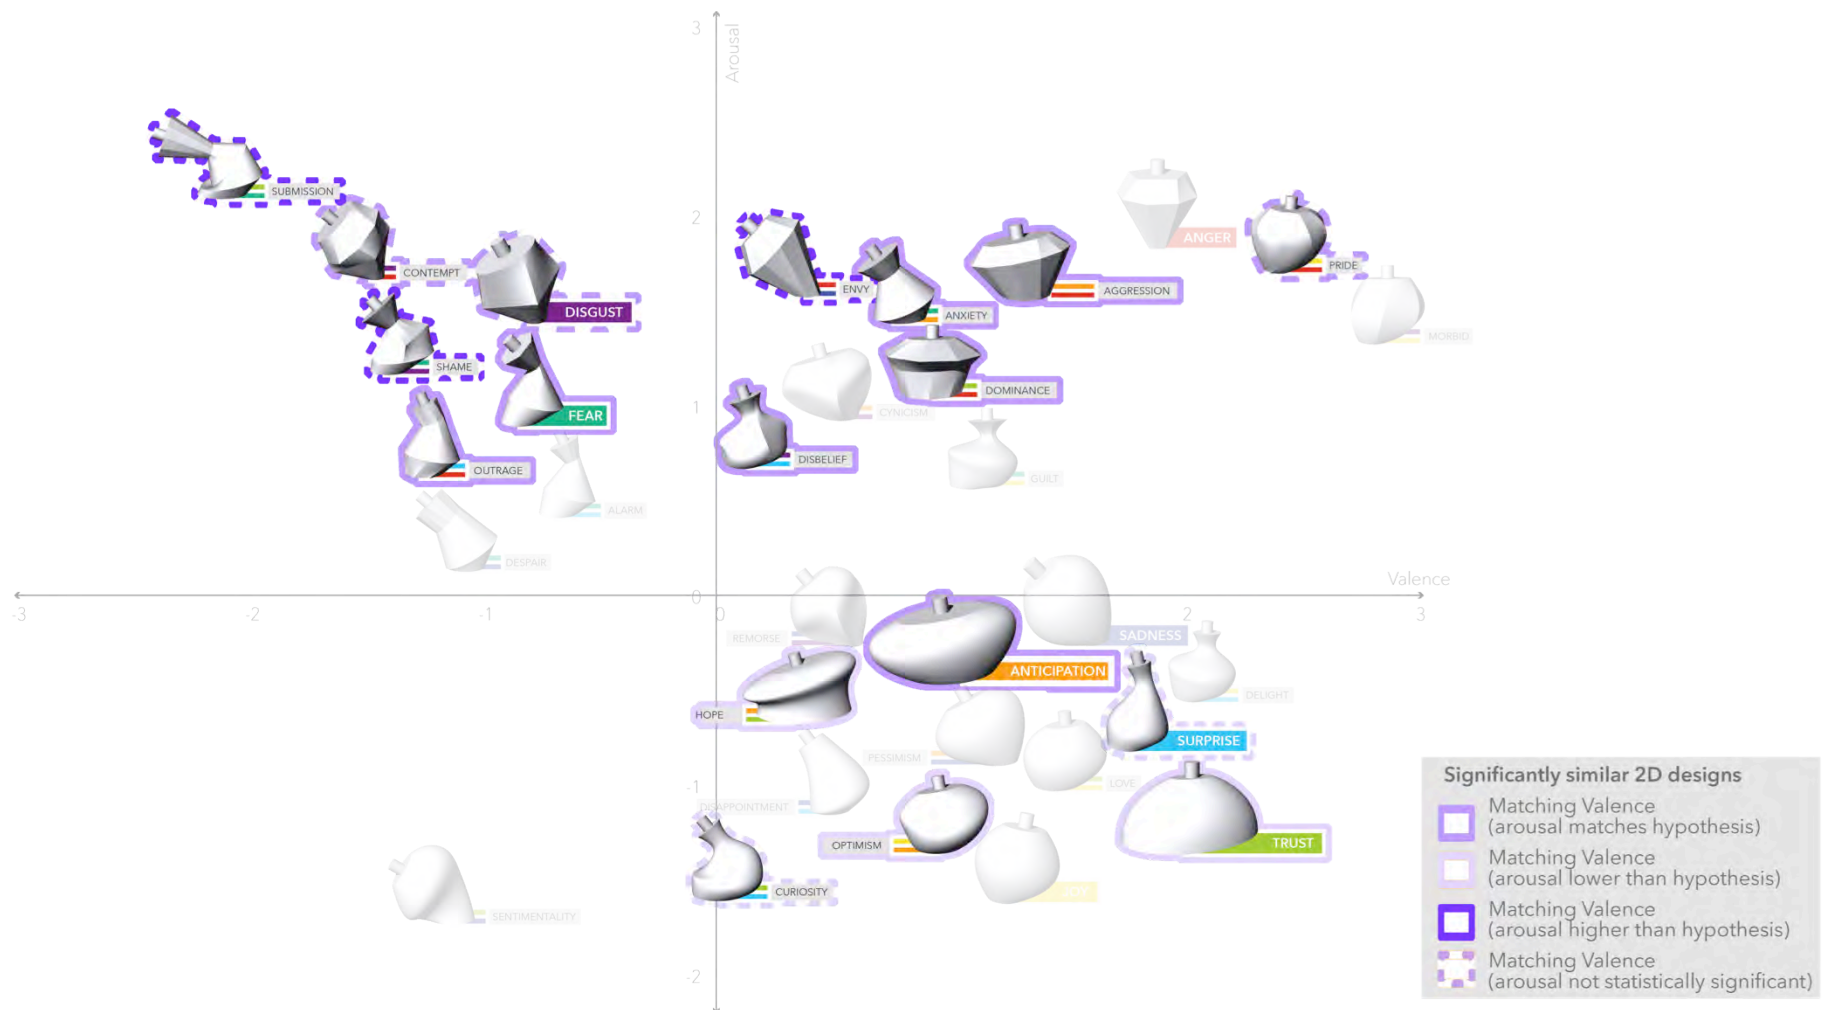 3
Arousal
SUBMISSION
2
ANGER
PRIDE
CONTEMPT
ENVY
AGGRESSION
DISGUST
ANXIETY
MORBID
SHAME
DOMINANCE
1
CYNICISM
FEAR
DISBELIEF
OUTRAGE
GUILT
ALARM
DESPAIR
Valence
-3
-2
-1
0
0
2
3
REMORSE
SADNESS
ANTICIPATION
DELIGHT
HOPE
SURPRISE
PESSIMISM
LOVE
-1
DISAPPOINTMENT
OPTIMISM
TRUST
CURIOSITY
JOY
SENTIMENTALITY
-2
Significantly similar 2D designs
Matching Valence
(arousal matches hypothesis)
Matching Valence
(arousal lower than hypothesis)
Matching Valence
(arousal higher than hypothesis)
Matching Valence
(arousal not statistically significant)